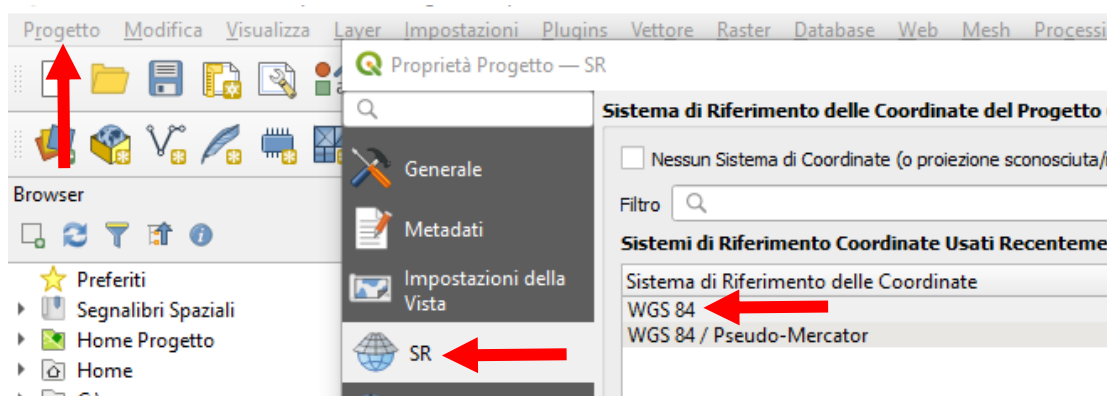 Progetto Modifica Visualizza Layer Impostazioni Plugins Vettore Raster Database Web Mesh
Proprietà Progetto — SR
Sistema di Riferimento delle Coordinate del Progetto
Nessun Sistema di Coordinate (o proiezione sconosciuta/
Generale
Filtro
Browser
Metadati
Sistemi di Riferimento Coordinate Usati
Preferiti
Impostazioni della
Vista
Sistema di Riferimento delle Coordinate
Segnalibri Spaziali
WGS 84
Home Progetto
WGS 84 / Pseudo-Mercator
SR
Home